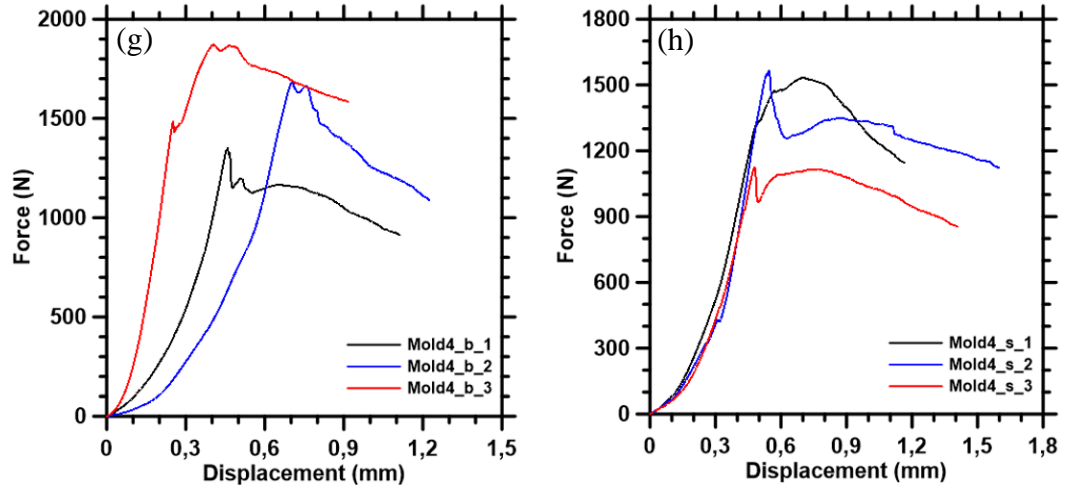 (g)
Force (N)
2000
1500
1000
500
0
0 0,3 0,6 0,9 1,2 1,5
Displacement (mm)
Mold4_b_1
Mold4_b_2
Mold4_b_3
(h)
Force (N)
1800
1500
1200
900
600
300
0
0 0,3 0,6 0,9 1,2 1,5 1,8
Displacement (mm)
Mold4_s_1
Mold4_s_2
Mold4_s_3